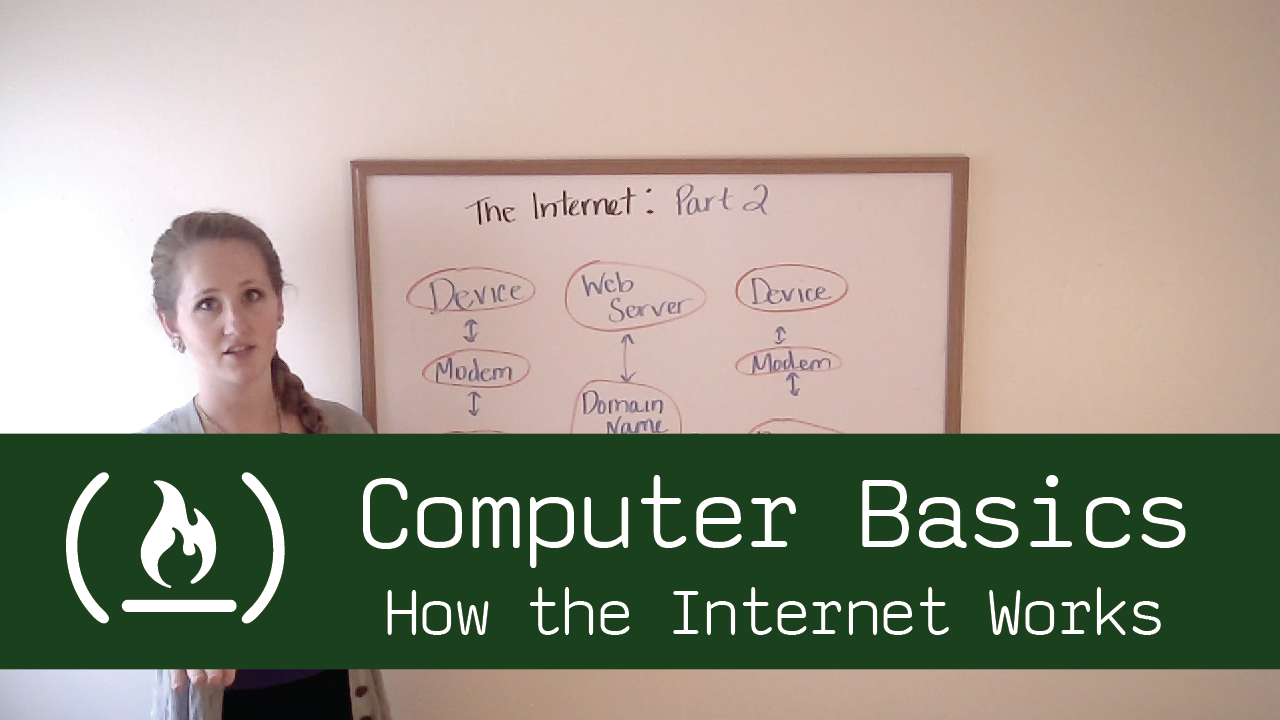 The Internet: Part 2
Device
Web
Server
Device
Modem
Modem
Domain
Name
Computer Basics
How the Internet Works